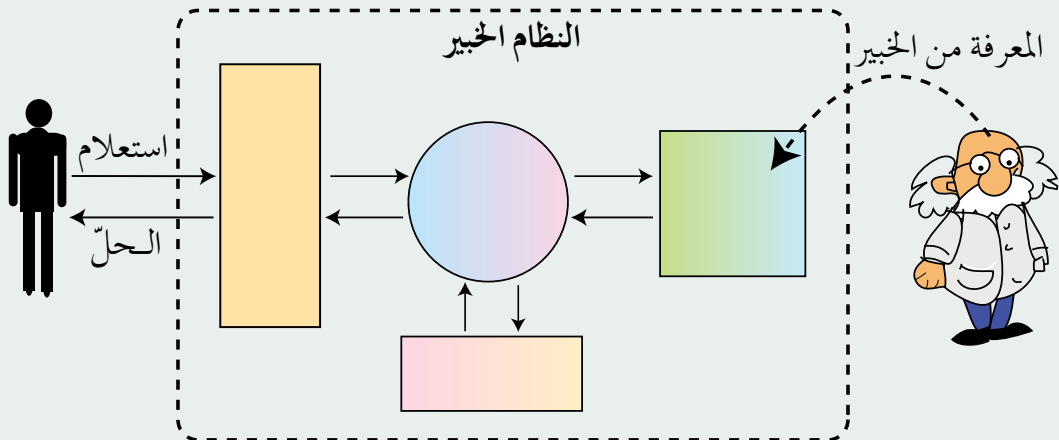 النظام الخبير
المعرفة من الخبير
استعلام
الـحلّ